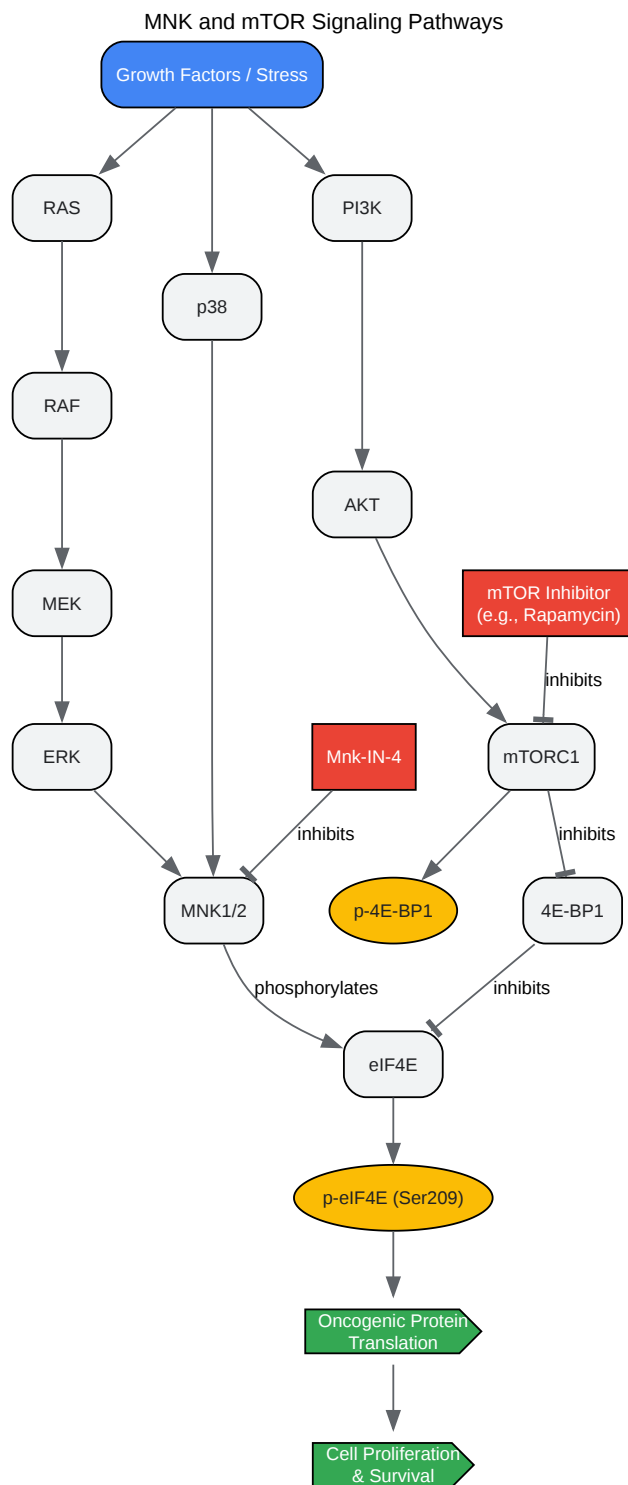 MNK and mTOR Signaling Pathways
Growth Factors / Stress
RAS
PI3K
p38
RAF
AKT
MEK
mTOR Inhibitor
(e.g., Rapamycin)
inhibits
ERK
Mnk-IN-4
mTORC1
inhibits
inhibits
MNK1/2
p-4E-BP1
4E-BP1
phosphorylates
inhibits
eIF4E
p-eIF4E (Ser209)
Oncogenic Protein
Translation
Cell Proliferation
& Survival